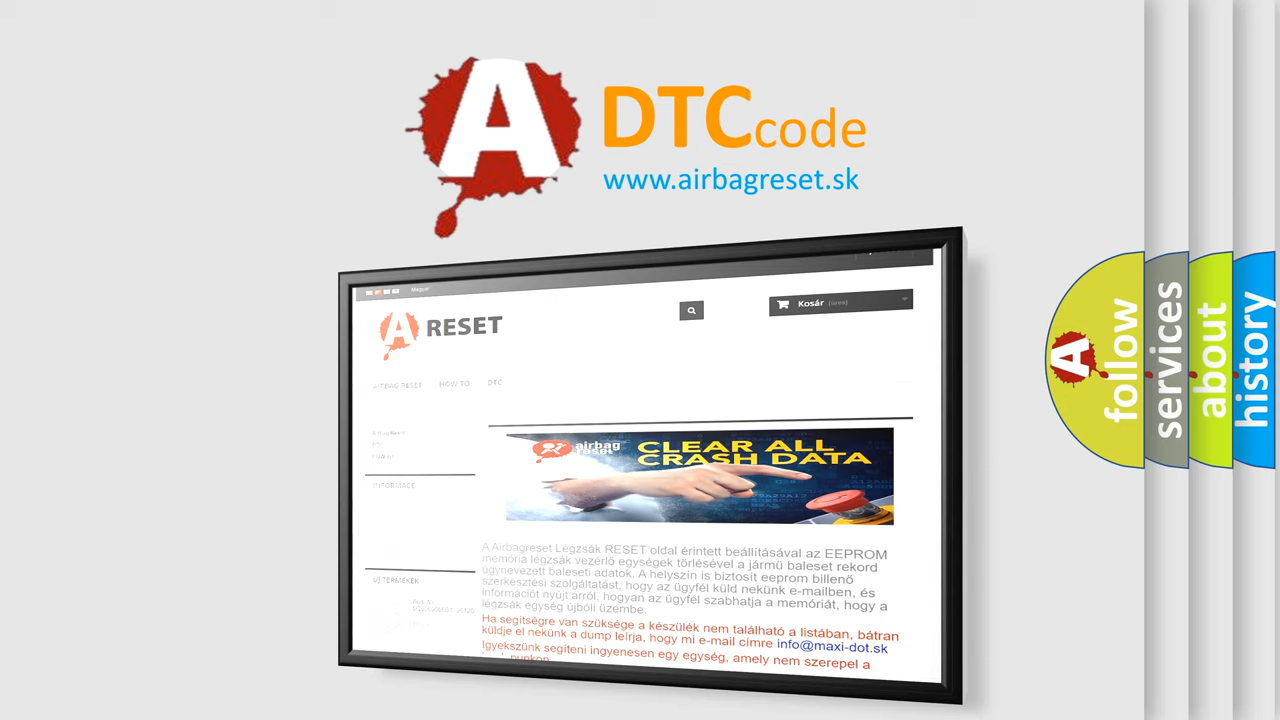 A
DTCcode
www.airbagreset.sk
Magyar
A RESET
Kosár (üres)
AIRBAG RESET HOW TO DTC
INFORMACE
ÚJ TERMÉKEK
airbag
reset
CLEAR ALL
CRASH DATA
A Airbagreset Légzsák RESET oldal érintett beállításával az EEPROM
memória légzsák vezérlő egységek törlésével a jármű baleset rekord
úgynevezett baleseti adatok. A helyszín is biztosít eeprom billenő
szerkesztési szolgáltatást, hogy az ügyfél küld nekünk e-mailben, és
információt nyújt arról, hogyan az ügyfél szabhatja a memóriát, hogy a
légzsák egység újbóli üzembe.
Ha segítségre van szüksége a készülék nem található a listában, bátran
küldje el nekünk a dump leírja, hogy mi e-mail címre info@maxi-dot.sk
Igyekszünk segíteni ingyenesen egy egység, amely nem szerepel a
A follow
services
about
history